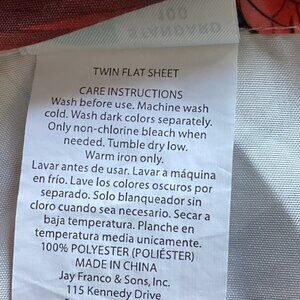 100
STANDARD
TWIN FLAT SHEET
CARE INSTRUCTIONS
Wash before use. Machine wash
cold. Wash dark colors separately.
Only non-chlorine bleach when
needed. Tumble dry low.
Warm iron only.
Lavar antes de usar. Lavar a máquina
en frío. Lave los colores oscuros por
separado. Solo blanqueador sin
cloro cuando sea necesario. Secar a
baja temperatura. Planche en
temperatura media unicamente.
100% POLYESTER (POLIÉSTER)
MADE IN CHINA
Jay Franco & Sons, Inc.
115 Kennedy Drive